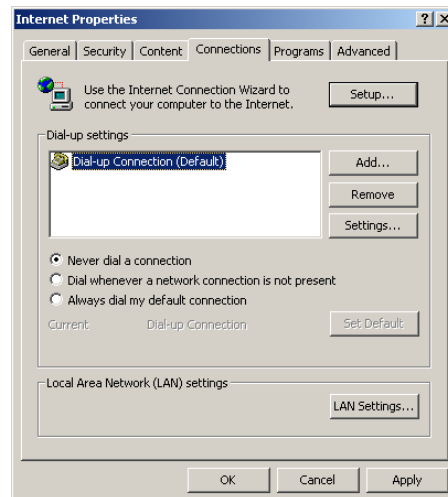 Internet Properties
General Security Content Connections Programs Advanced
Use the Internet Connection Wizard to
connect your computer to the Internet.
Setup...
Dial-up settings
Dial-up Connection (Default)
Add...
Remove
Settings...
Never dial a connection
Dial whenever a network connection is not present
Always dial my default connection
Current Dial-up Connection Set Default
Local Area Network (LAN) settings
LAN Settings...
OK Cancel Apply